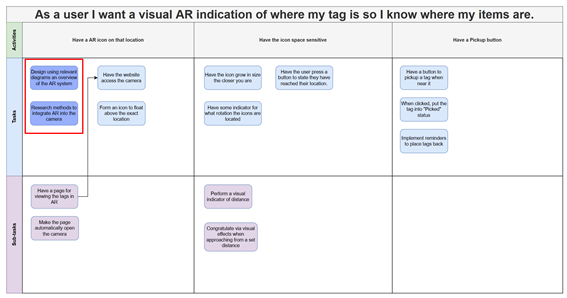 As a user I want a visual AR indication of where my tag is so I know where my items are.
Activities
Have a AR icon on that location
Have the icon space sensitive
Have a Pickup button
Tasks
Design using relevant
diagrams an overview
of the AR system
Have the website
access the camera
Research methods to
integrate AR into the
camera
Form an icon to float
above the exact
location
Have the icon grow in size
the closer you are
Have the user press a
button to state they have
reached their location.
Have some indicator for
what rotation the icons are
located
Have a button to
pickup a tag when
near it
When clicked, put the
tag into "Picked"
status
Implement reminders
to place tags back
Sub-tasks
Have a page for
viewing the tags in
AR
Make the page
automatically open
the camera
Perform a visual
indicator of distance
Congratulate via visual
effects when
approaching from a set
distance